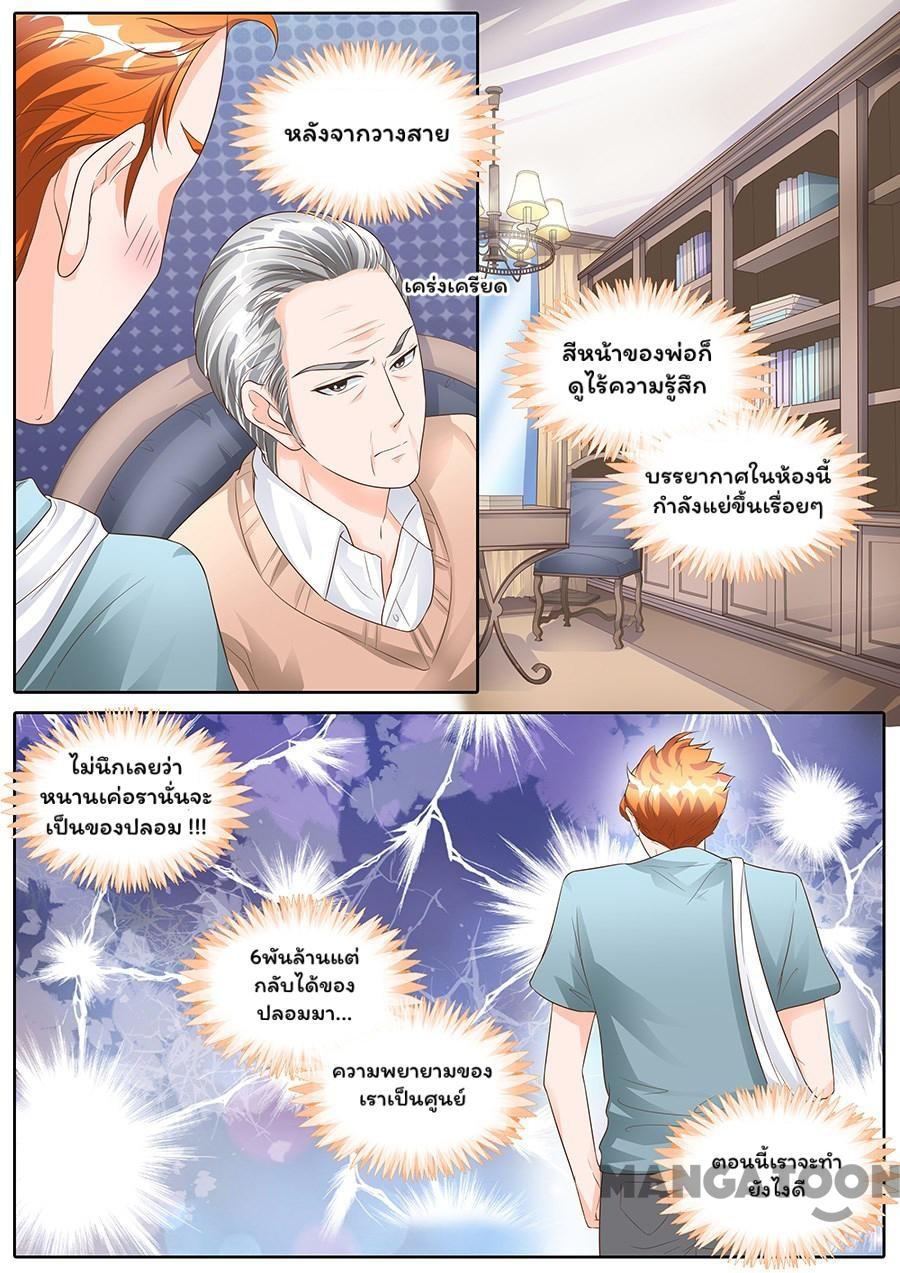 หลังจากวางสาย
เคร่งเครียด
สีหน้าของพ่อก็
ดูไร้ความรู้สึก
บรรยากาศในห้องนี้
กำลังแย่ขึ้นเรื่อยๆ
ไม่นึกเลยว่า
หนานเค่อรานั่นจะ
เป็นของปลอม !!!
6พันล้านแต่
กลับได้ของ
ปลอมมา...
ความพยายามของ
เราเป็นศูนย์
ตอนนี้เราจะทำ
ยังไงดี
MANGATOON